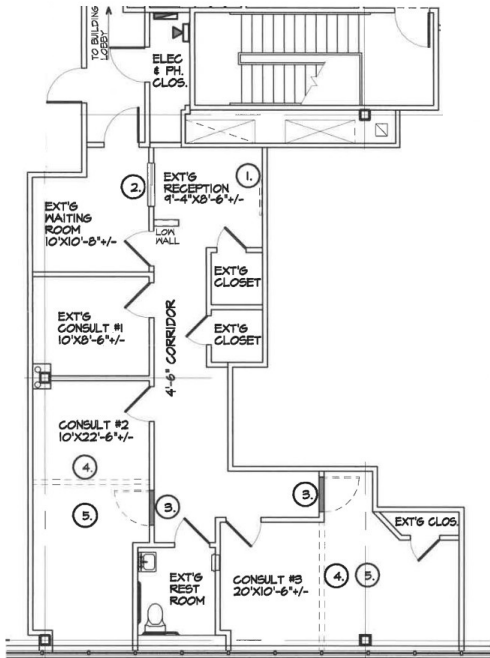 TO BUILDING
LOBBY
ELEC
& PH.
CLOS.
2.
EXT'G
RECEPTION
9'-4"X8'-6"+/-
1.
EXT'G
WAITING
ROOM
10'X10'-8"+/-
LOW
WALL
EXT'G
CLOSET
EXT'G
CONSULT #1
10'X8'-6"+/-
4'-6" CORRIDOR
EXT'G
CLOSET
CONSULT #2
10'X22'-6"+/-
4.
5.
3.
3.
EXT'G CLOS.
EXT'G
REST
ROOM
CONSULT #3
20'X10'-6"+/-
4.
5.